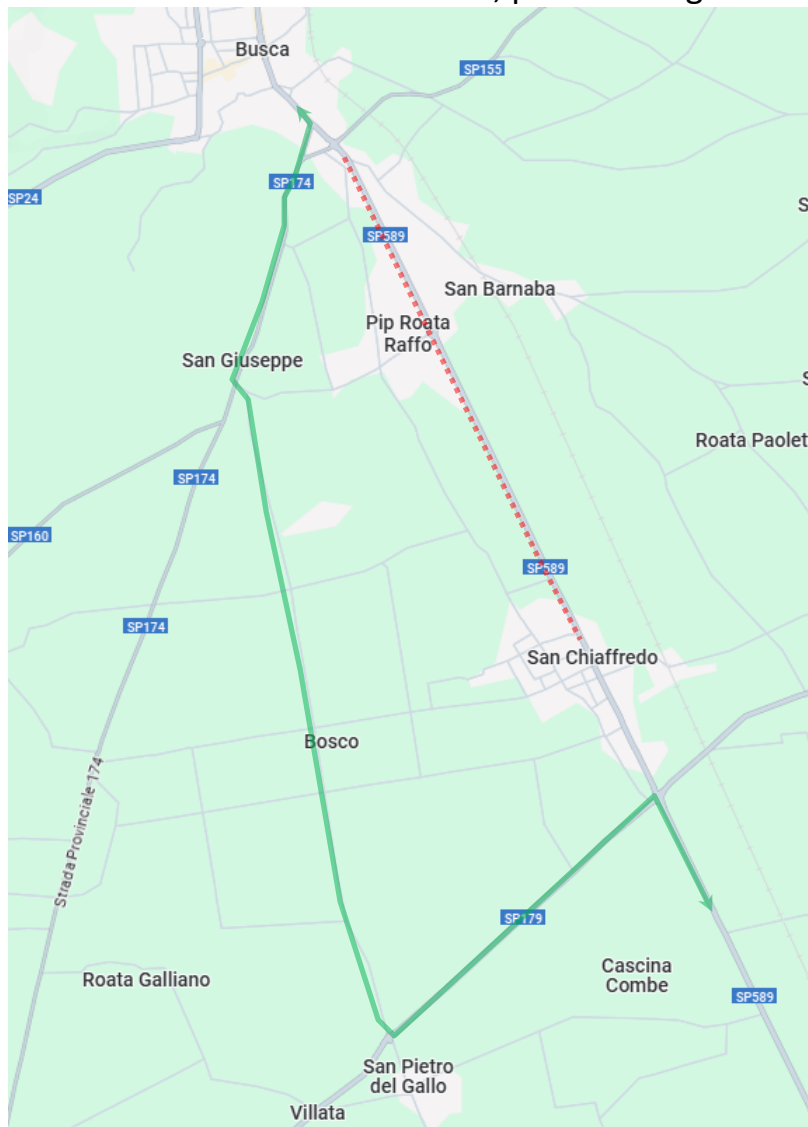 Busca
SP155
SP174
SP24
SP589
San Barnaba
Pip Roata
Raffo
San Giuseppe
Roata Paolet
SP174
SP160
SP589
SP174
San Chiaffredo
Bosco
Strada Provinciale 174
SP179
Roata Galliano
Cascina
Combe
SP589
San Pietro
del Gallo
Villata